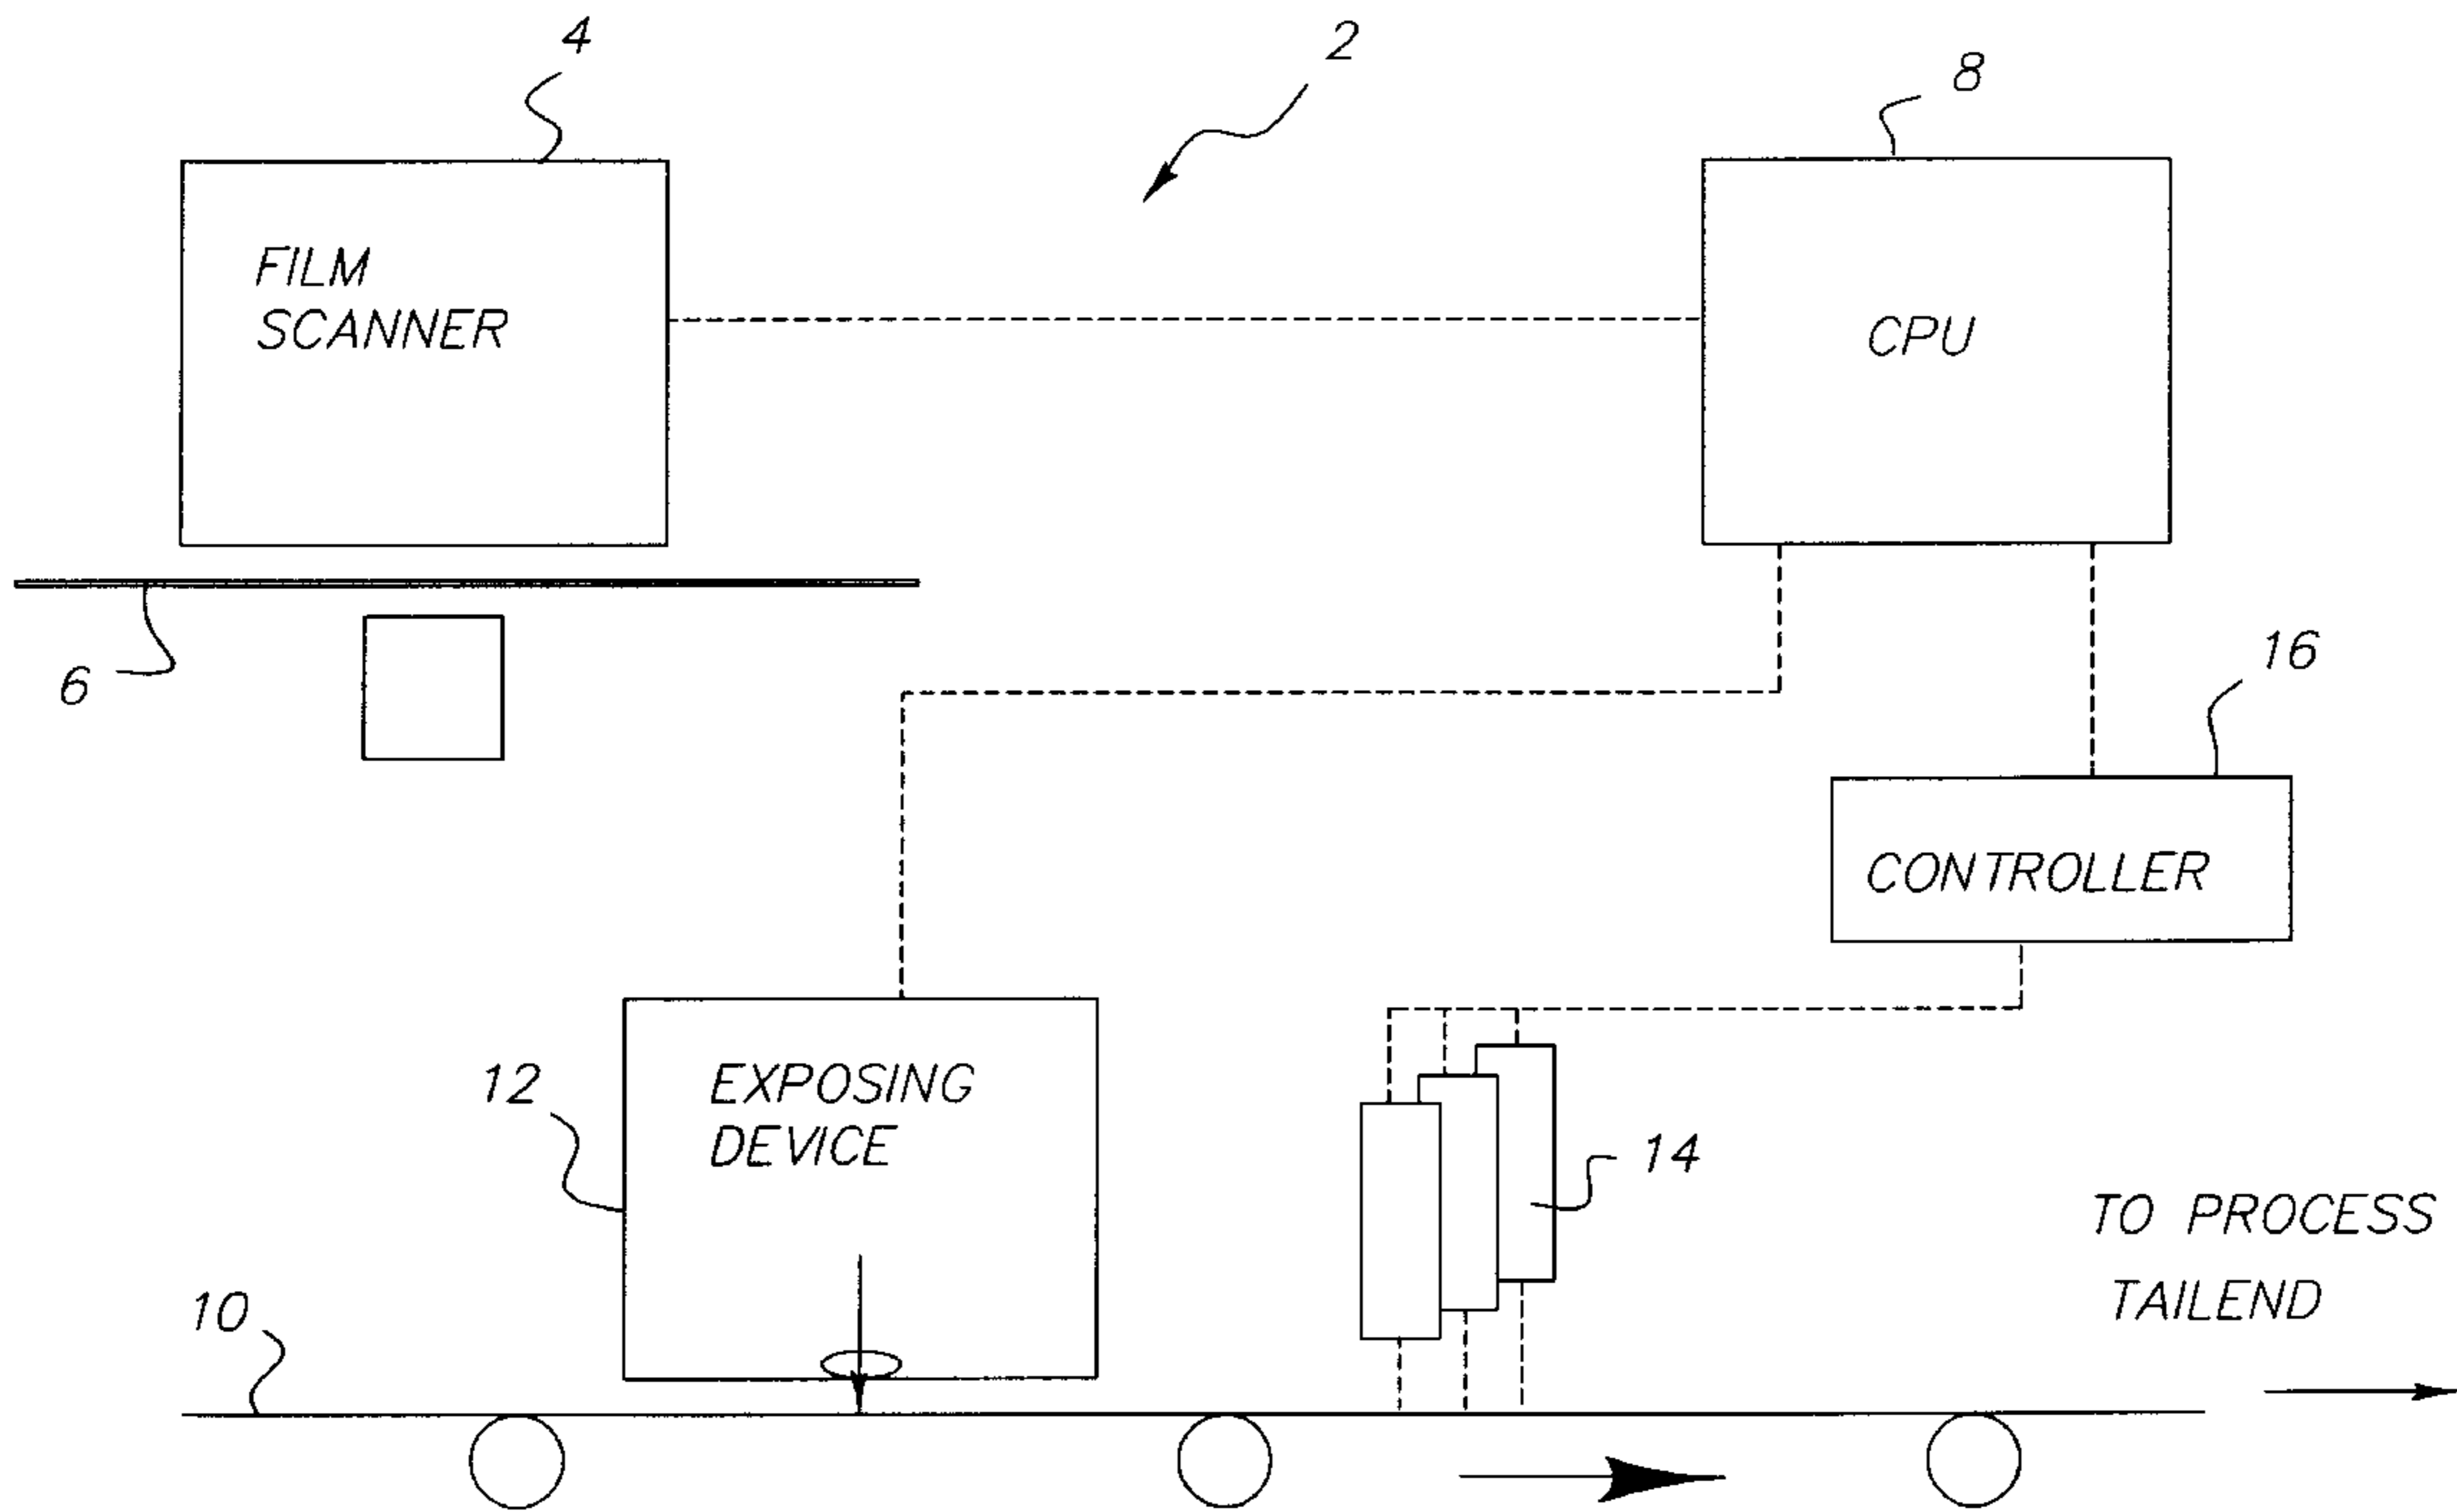 4
2
8
FILM
SCANNER
CPU
6
16
CONTROLLER
12
EXPOSING
DEVICE
14
TO PROCESS
TAILEND
10